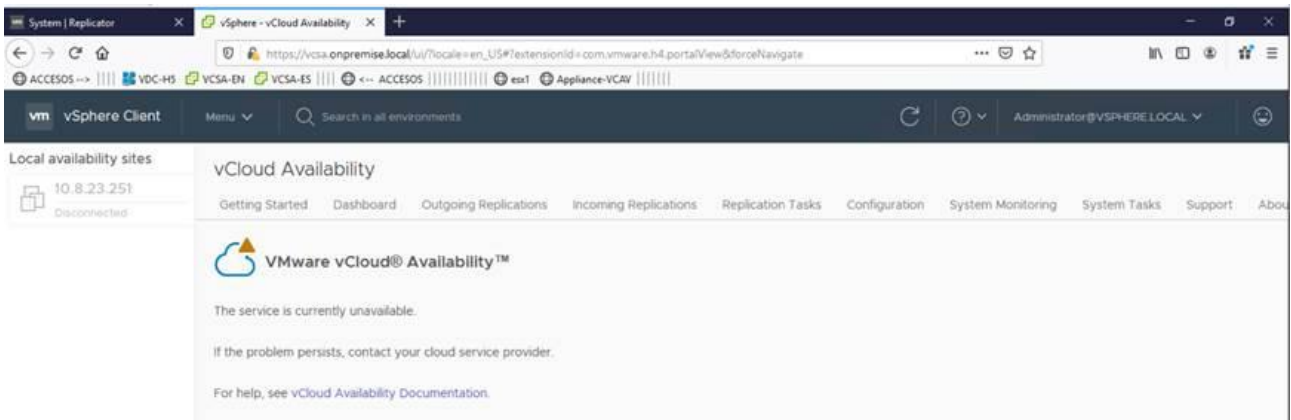 System | Replicator
vSphere - vCloud Availability
https://vcsa.onpremise.local/ui/?locale=en_US#?extensionId=com.vmware.h4.portalView&forceNavigate
ACCESOS --> |||| VDC-H5 VCSA-EN VCSA-ES |||| <-- ACCESOS |||||||||||| esxi1 Appliance-VCAV |||||||
vm vSphere Client Menu Search in all environments Administrator@VSPHERE.LOCAL
Local availability sites
10.8.23.251
Disconnected
vCloud Availability
Getting Started Dashboard Outgoing Replications Incoming Replications Replication Tasks Configuration System Monitoring System Tasks Support Abou
VMware vCloud® Availability™
The service is currently unavailable.
If the problem persists, contact your cloud service provider.
For help, see vCloud Availability Documentation.